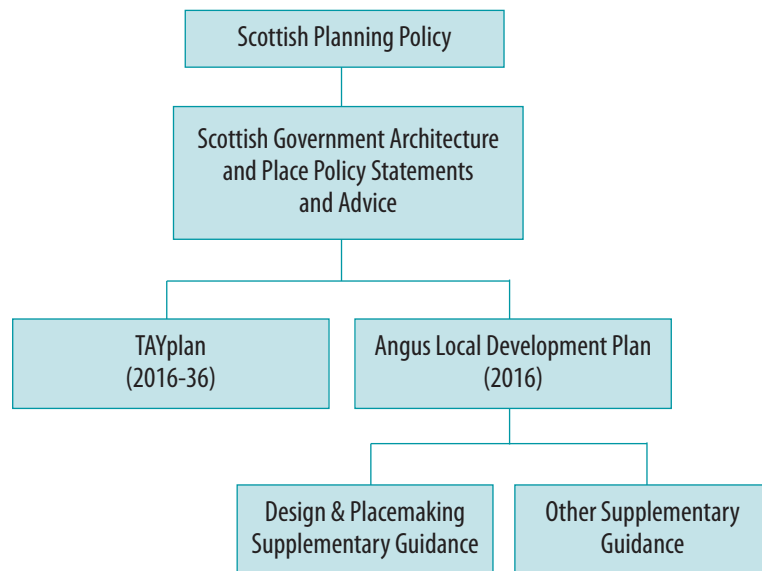 Scottish Planning Policy
Scottish Government Architecture
and Place Policy Statements
and Advice
TAYplan
(2016-36)
Angus Local Development Plan
(2016)
Design & Placemaking
Supplementary Guidance
Other Supplementary
Guidance